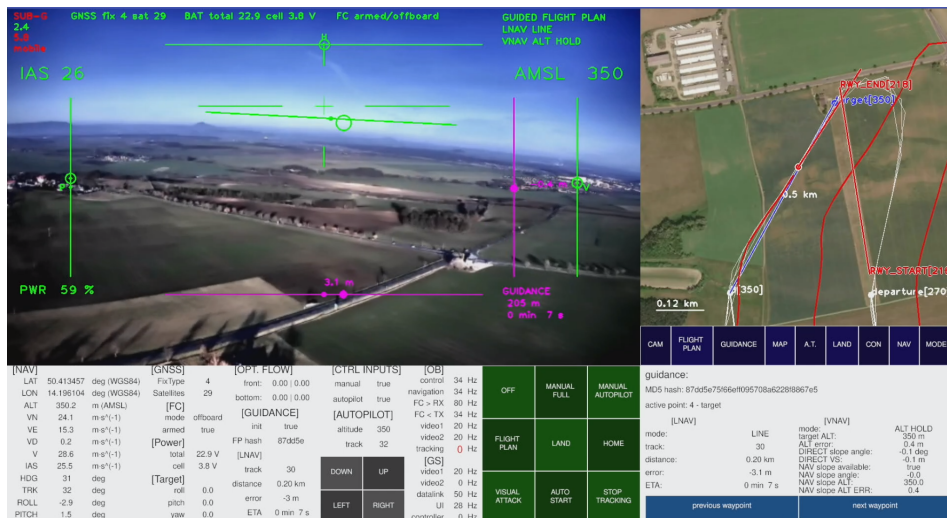 SUB-G
2.4
5.8
mobile
GNSS fix 4 sat 29 BAT total 22.9 cell 3.8 V FC armed/offboard
GUIDED FLIGHT PLAN
LNAV LINE
VNAV ALT HOLD
IAS 26
AMSL 350
PWR 59 %
3.1 m
GUIDANCE
205 m
0 min 7 s
RWY_END[218]
target[350]
0.5 km
[350]
departure[270
0.12 km
CAM
FLIGHT PLAN
GUIDANCE
MAP
A.T.
LAND
CON
NAV
MODE
[NAV]
LAT 50.413457 deg (WGS84)
LON 14.196104 deg (WGS84)
ALT 350.2 m (AMSL)
VN 24.1 m·s^(-1)
VE 15.3 m·s^(-1)
VD 0.2 m·s^(-1)
V 28.6 m·s^(-1)
IAS 25.5 m·s^(-1)
HDG 31 deg
TRK 32 deg
ROLL -2.9 deg
PITCH 1.5 deg
[GNSS]
FixType 4
Satellites 29
[FC]
mode offboard
armed true
[Power]
total 22.9 V
cell 3.8 V
[Target]
roll 0.0
pitch 0.0
yaw 0.0
[OPT. FLOW]
front: 0.00 | 0.00
bottom: 0.00 | 0.00
[GUIDANCE]
init true
FP hash 87dd5e
[LNAV]
track 30
distance 0.20 km
error -3 m
ETA 0 min 7 s
[CTRL INPUTS]
manual true
autopilot true
[AUTOPILOT]
altitude 350
track 32
DOWN
UP
LEFT
RIGHT
[OB]
control 34 Hz
navigation 34 Hz
FC > RX 80 Hz
FC < TX 34 Hz
video1 20 Hz
video2 20 Hz
tracking 0 Hz
[GS]
video1 20 Hz
video2 0 Hz
datalink 50 Hz
UI 28 Hz
controller 0 Hz
OFF
MANUAL FULL
MANUAL AUTOPILOT
FLIGHT PLAN
LAND
HOME
VISUAL ATTACK
AUTO START
STOP TRACKING
guidance:
MD5 hash: 87dd5e75f66eff095708a6228f8867e5
active point: 4 - target
[LNAV]
mode: LINE
track: 30
distance: 0.20 km
error: -3.1 m
ETA: 0 min 7 s
[VNAV]
mode: ALT HOLD
target ALT: 350 m
ALT error: 0.4 m
DIRECT slope angle: -0.1 deg
DIRECT VS: -0.1 m
NAV slope available: true
NAV slope angle: -0.0
NAV slope ALT: 350.0
NAV slope ALT ERR: 0.4
previous waypoint
next waypoint